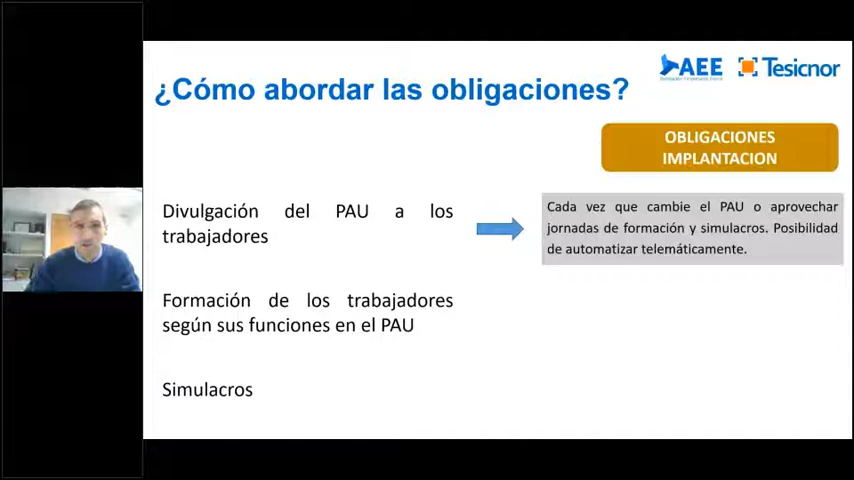 ¿Cómo abordar las obligaciones?
AEE
Tesicnor
OBLIGACIONES
IMPLANTACION
Divulgación del PAU a los
trabajadores
Cada vez que cambie el PAU o aprovechar
jornadas de formación y simulacros. Posibilidad
de automatizar telemáticamente.
Formación de los trabajadores
según sus funciones en el PAU
Simulacros